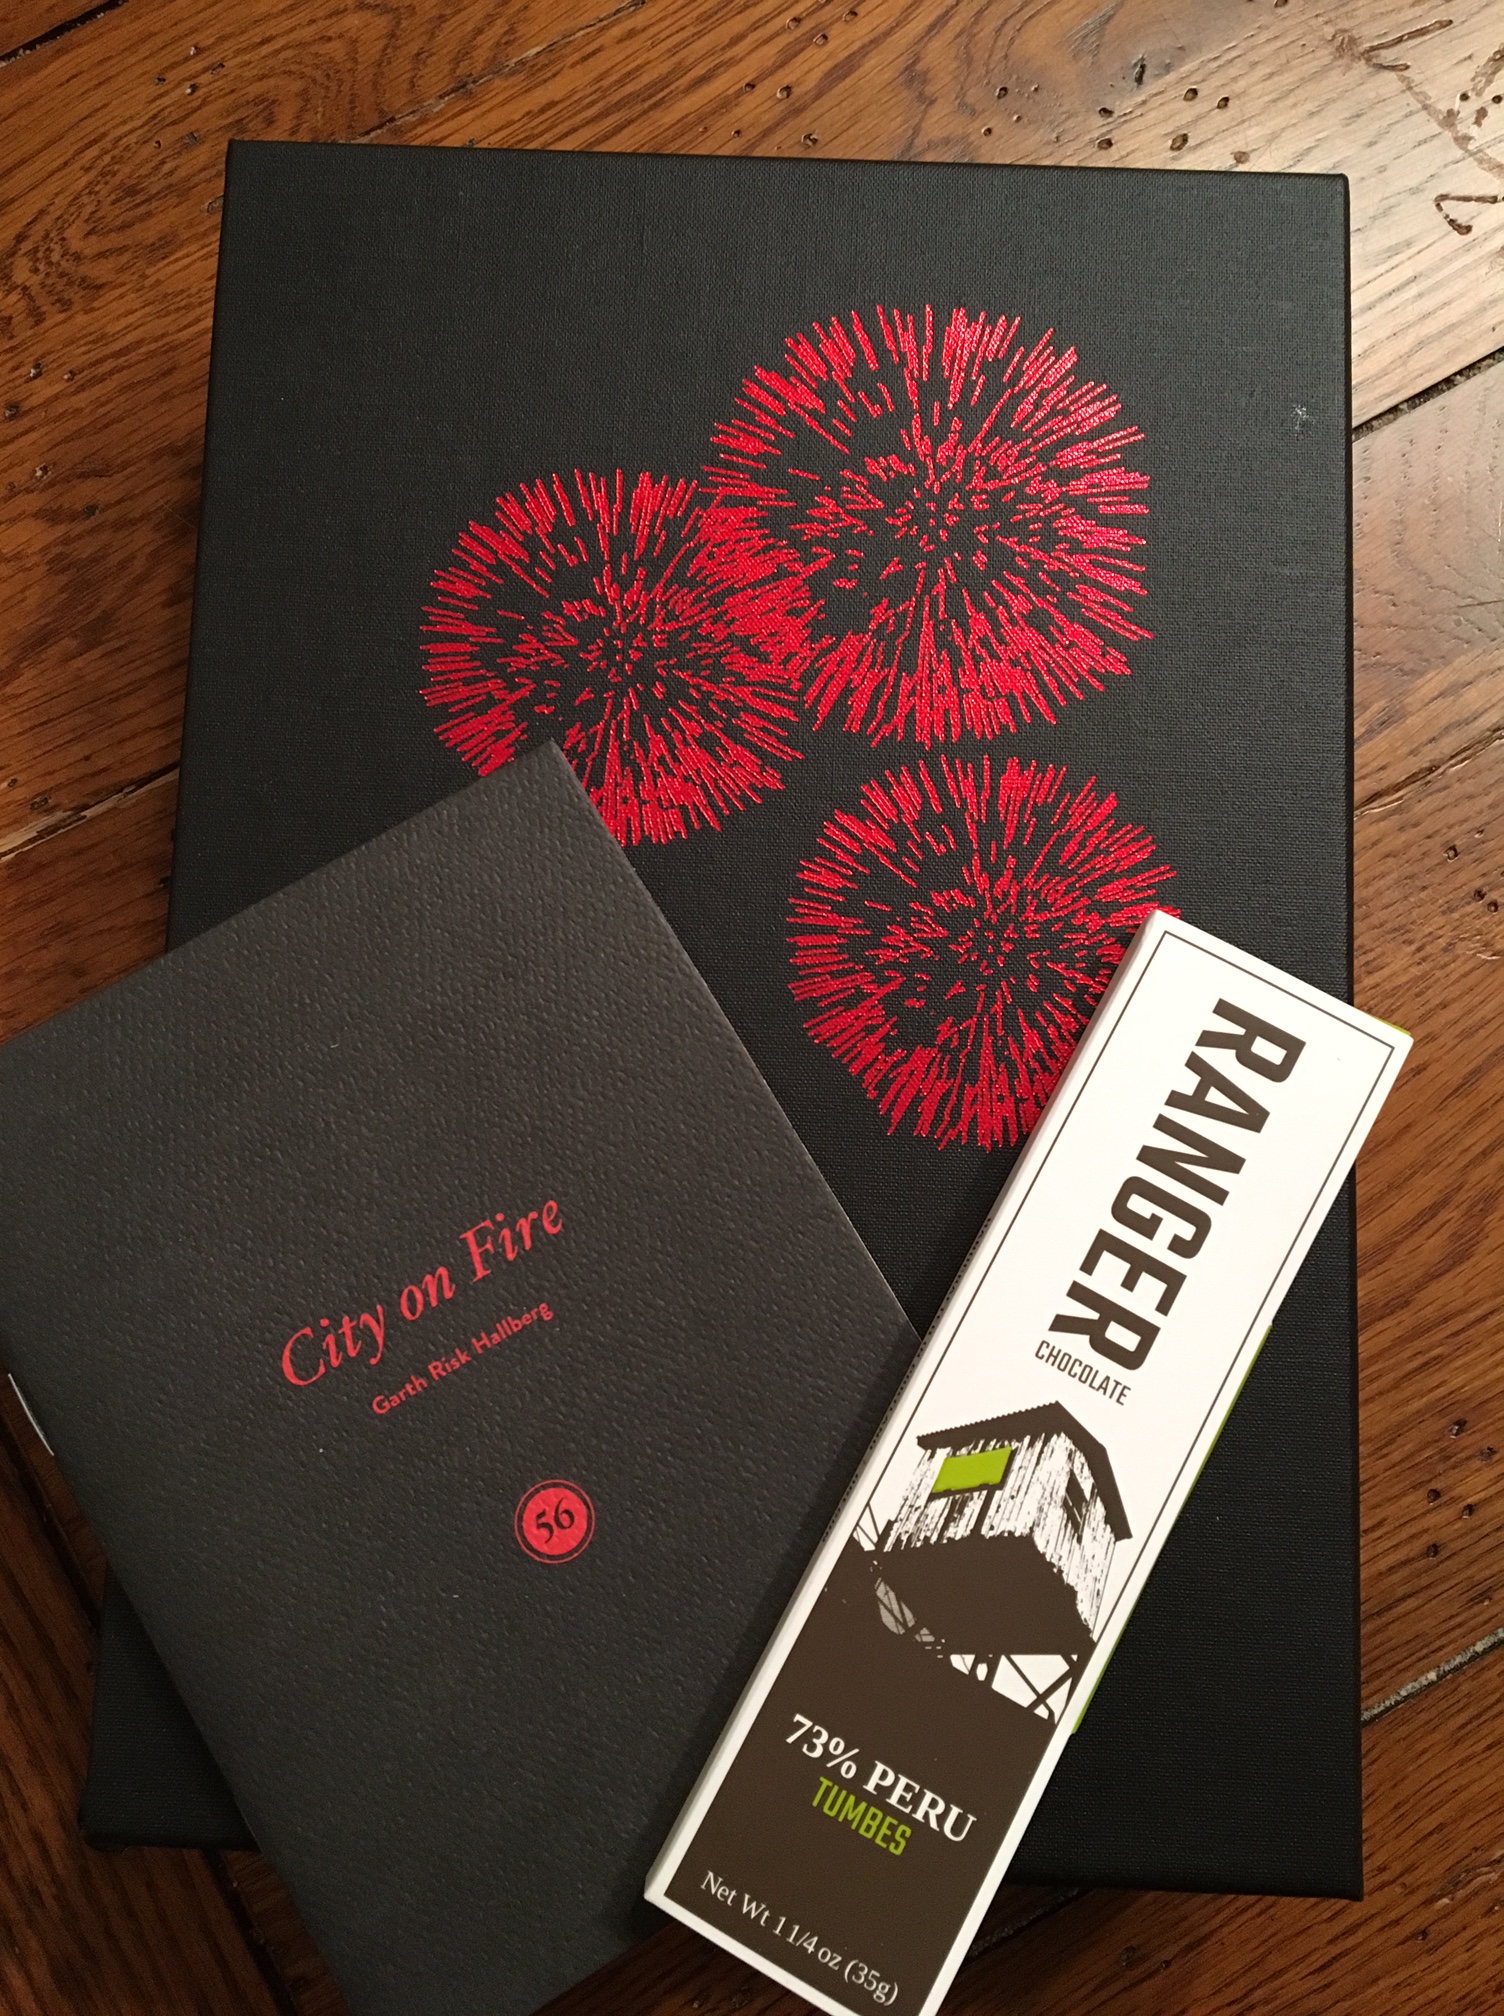 City on Fire
Garth Risk Hallberg
56
RANGER
CHOCOLATE
73% PERU
TUMBES
Net Wt 1 1/4 oz (35g)